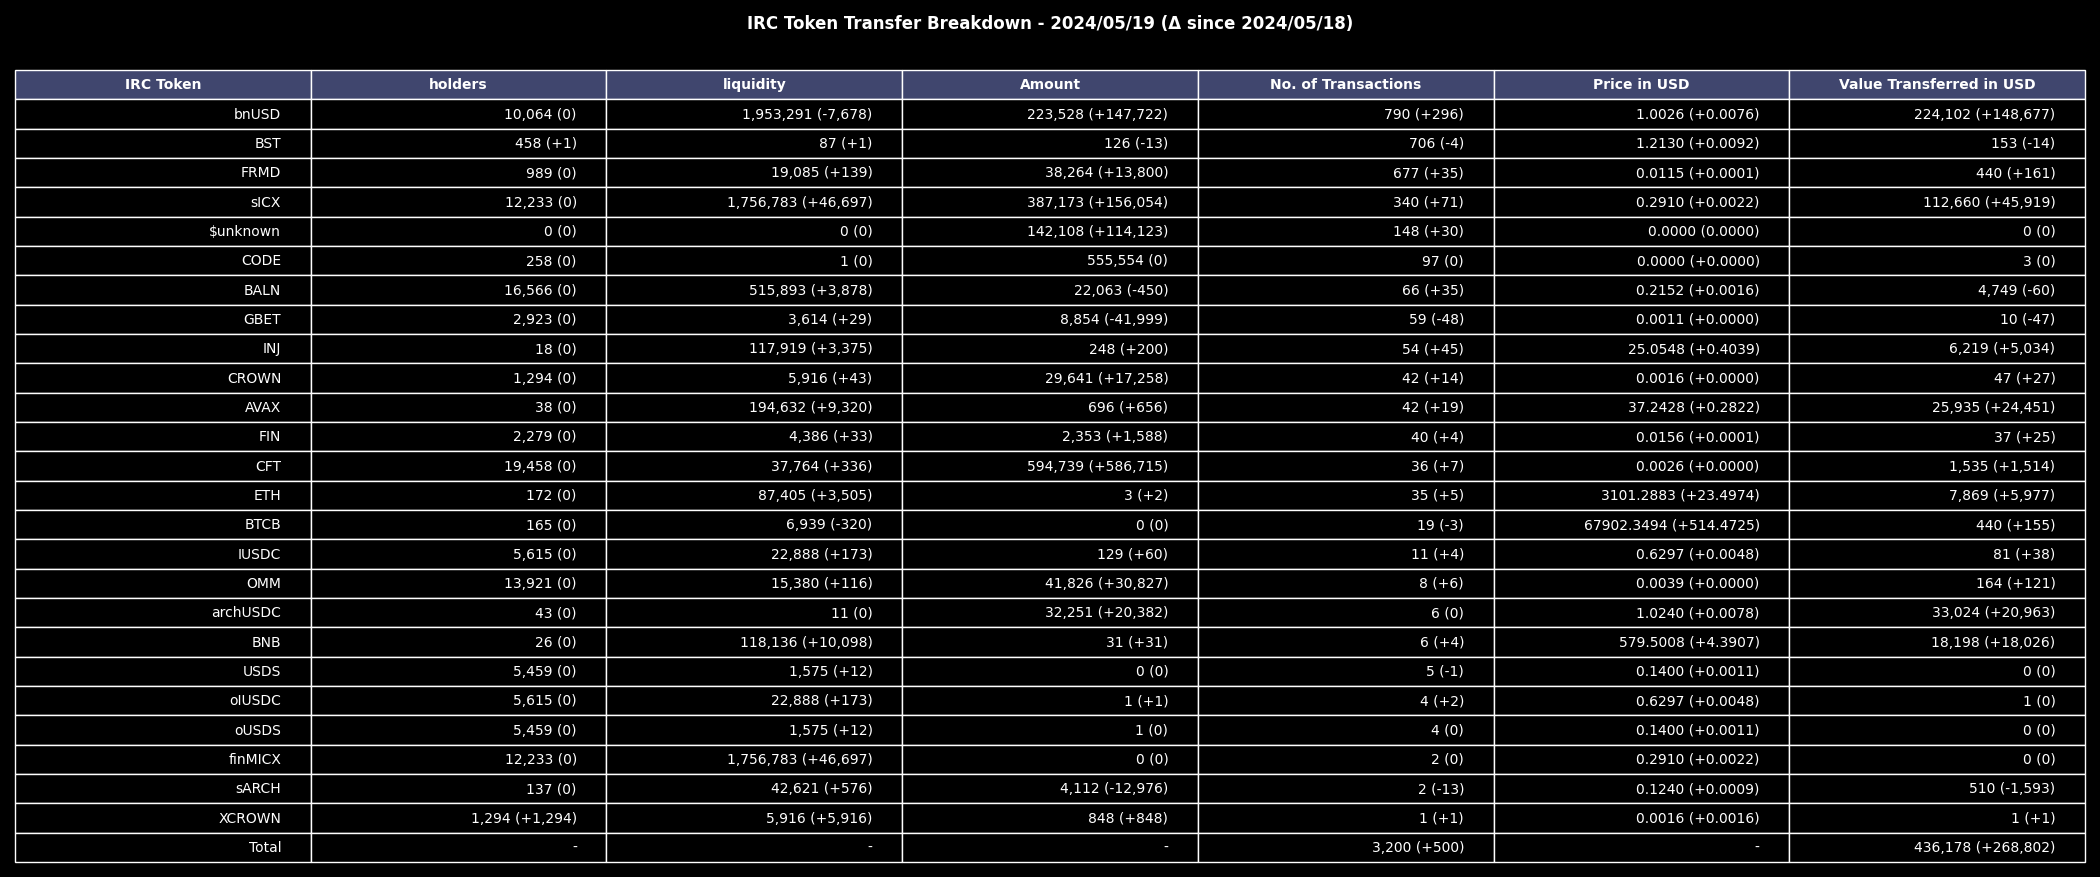 IRC Token Transfer Breakdown - 2024/05/19 (Δ since 2024/05/18)
IRC Token holders liquidity Amount No. of Transactions Price in USD Value Transferred in USD
bnUSD 10,064 (0) 1,953,291 (-7,678) 223,528 (+147,722) 790 (+296) 1.0026 (+0.0076) 224,102 (+148,677)
BST 458 (+1) 87 (+1) 126 (-13) 706 (-4) 1.2130 (+0.0092) 153 (-14)
FRMD 989 (0) 19,085 (+139) 38,264 (+13,800) 677 (+35) 0.0115 (+0.0001) 440 (+161)
sICX 12,233 (0) 1,756,783 (+46,697) 387,173 (+156,054) 340 (+71) 0.2910 (+0.0022) 112,660 (+45,919)
$unknown 0 (0) 0 (0) 142,108 (+114,123) 148 (+30) 0.0000 (0.0000) 0 (0)
CODE 258 (0) 1 (0) 555,554 (0) 97 (0) 0.0000 (+0.0000) 3 (0)
BALN 16,566 (0) 515,893 (+3,878) 22,063 (-450) 66 (+35) 0.2152 (+0.0016) 4,749 (-60)
GBET 2,923 (0) 3,614 (+29) 8,854 (-41,999) 59 (-48) 0.0011 (+0.0000) 10 (-47)
INJ 18 (0) 117,919 (+3,375) 248 (+200) 54 (+45) 25.0548 (+0.4039) 6,219 (+5,034)
CROWN 1,294 (0) 5,916 (+43) 29,641 (+17,258) 42 (+14) 0.0016 (+0.0000) 47 (+27)
AVAX 38 (0) 194,632 (+9,320) 696 (+656) 42 (+19) 37.2428 (+0.2822) 25,935 (+24,451)
FIN 2,279 (0) 4,386 (+33) 2,353 (+1,588) 40 (+4) 0.0156 (+0.0001) 37 (+25)
CFT 19,458 (0) 37,764 (+336) 594,739 (+586,715) 36 (+7) 0.0026 (+0.0000) 1,535 (+1,514)
ETH 172 (0) 87,405 (+3,505) 3 (+2) 35 (+5) 3101.2883 (+23.4974) 7,869 (+5,977)
BTCB 165 (0) 6,939 (-320) 0 (0) 19 (-3) 67902.3494 (+514.4725) 440 (+155)
IUSDC 5,615 (0) 22,888 (+173) 129 (+60) 11 (+4) 0.6297 (+0.0048) 81 (+38)
OMM 13,921 (0) 15,380 (+116) 41,826 (+30,827) 8 (+6) 0.0039 (+0.0000) 164 (+121)
archUSDC 43 (0) 11 (0) 32,251 (+20,382) 6 (0) 1.0240 (+0.0078) 33,024 (+20,963)
BNB 26 (0) 118,136 (+10,098) 31 (+31) 6 (+4) 579.5008 (+4.3907) 18,198 (+18,026)
USDS 5,459 (0) 1,575 (+12) 0 (0) 5 (-1) 0.1400 (+0.0011) 0 (0)
oIUSDC 5,615 (0) 22,888 (+173) 1 (+1) 4 (+2) 0.6297 (+0.0048) 1 (0)
oUSDS 5,459 (0) 1,575 (+12) 1 (0) 4 (0) 0.1400 (+0.0011) 0 (0)
finMICX 12,233 (0) 1,756,783 (+46,697) 0 (0) 2 (0) 0.2910 (+0.0022) 0 (0)
sARCH 137 (0) 42,621 (+576) 4,112 (-12,976) 2 (-13) 0.1240 (+0.0009) 510 (-1,593)
XCROWN 1,294 (+1,294) 5,916 (+5,916) 848 (+848) 1 (+1) 0.0016 (+0.0016) 1 (+1)
Total - - - 3,200 (+500) - 436,178 (+268,802)